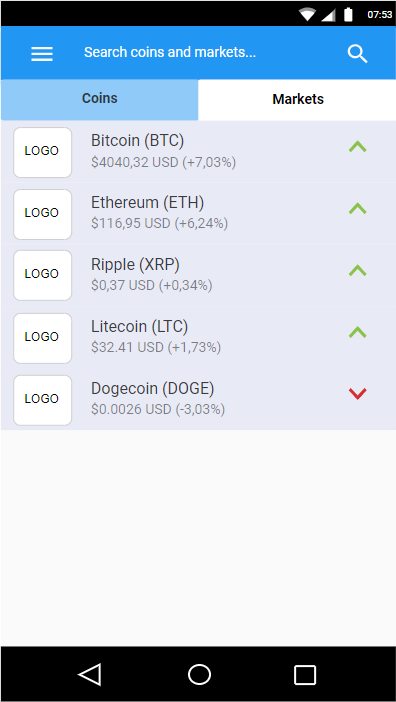 07:53
Search coins and markets...
Coins
Markets
LOGO
Bitcoin (BTC)
$4040,32 USD (+7,03%)
LOGO
Ethereum (ETH)
$116,95 USD (+6,24%)
LOGO
Ripple (XRP)
$0,37 USD (+0,34%)
LOGO
Litecoin (LTC)
$32.41 USD (+1,73%)
LOGO
Dogecoin (DOGE)
$0.0026 USD (-3,03%)